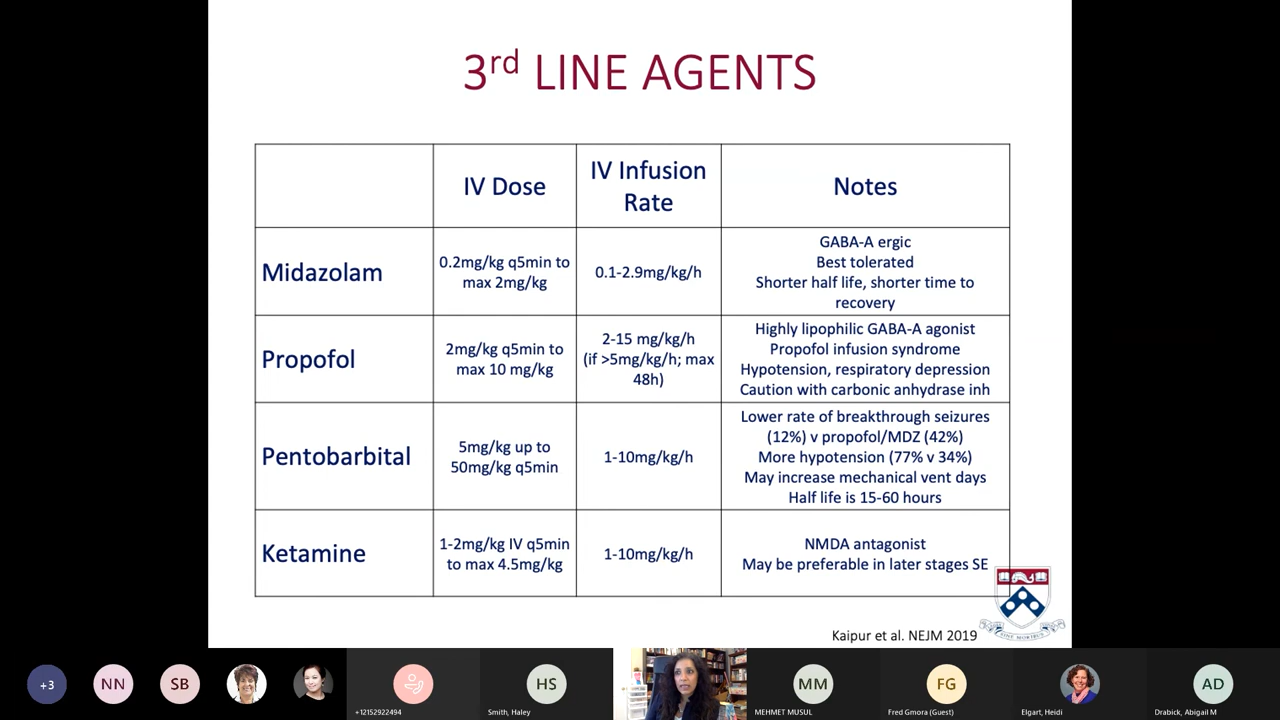 3rd LINE AGENTS
IV Dose
IV Infusion
Rate
Notes
Midazolam
0.2mg/kg q5min to
max 2mg/kg
0.1-2.9mg/kg/h
GABA-A ergic
Best tolerated
Shorter half life, shorter time to
recovery
Propofol
2mg/kg q5min to
max 10 mg/kg
2-15 mg/kg/h
(if >5mg/kg/h; max
48h)
Highly lipophilic GABA-A agonist
Propofol infusion syndrome
Hypotension, respiratory depression
Caution with carbonic anhydrase inh
Pentobarbital
5mg/kg up to
50mg/kg q5min
1-10mg/kg/h
Lower rate of breakthrough seizures
(12%) v propofol/MDZ (42%)
More hypotension (77% v 34%)
May increase mechanical vent days
Half life is 15-60 hours
Ketamine
1-2mg/kg IV q5min
to max 4.5mg/kg
1-10mg/kg/h
NMDA antagonist
May be preferable in later stages SE
Kaipur et al. NEJM 2019
+3
NN
SB
+12152922494
HS
Smith, Haley
MM
MEHMET MUSUL
FG
Fred Gmora (Guest)
Elgart, Heidi
AD
Drabick, Abigail M